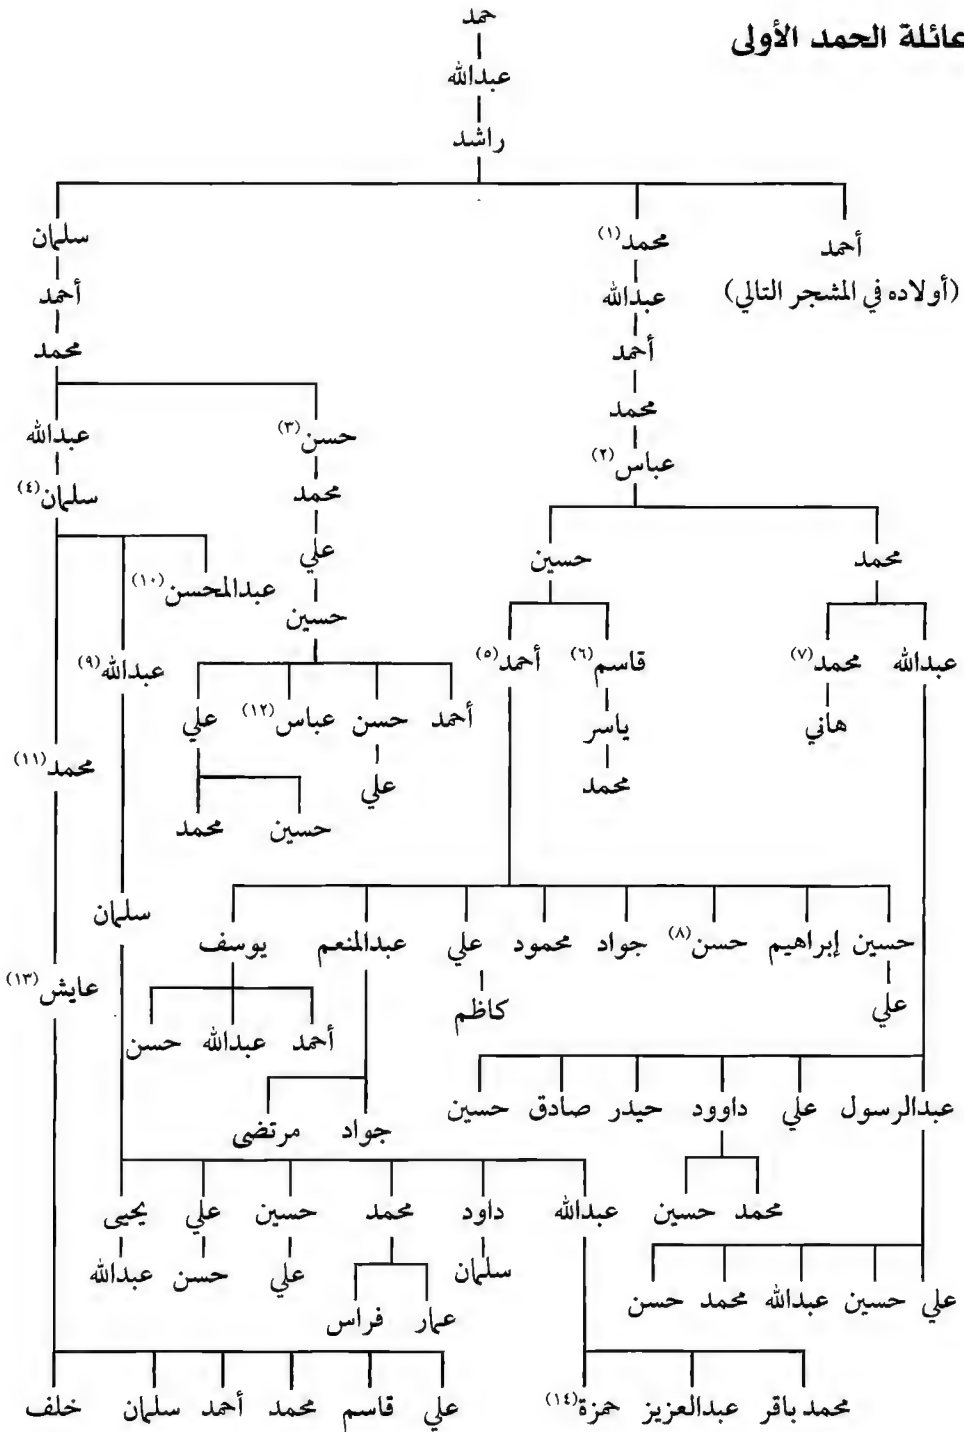 عائلة الحمد الأولى
حمد
عبدالله
راشد
أحمد محمد(١) سلمان
(أولاده في المشجر التالي) عبدالله أحمد
أحمد محمد
محمد
عباس(٢) حسن(٣) عبدالله
محمد سلمان(٤)
محمد حسين علي عبدالمحسن(١٠)
حسين
عبدالله محمد(٧) قاسم(٦) أحمد(٥) عبدالله(٩)
هاني ياسر أحمد حسن عباس(١٢) علي
محمد علي محمد(١١)
حسين محمد
حسين إبراهيم حسن(٨) جواد محمود علي عبدالمنعم يوسف سلمان
علي كاظم عايش(١٣)
أحمد عبدالله حسن
عبدالرسول علي داوود حيدر صادق حسين
جواد مرتضى
محمد حسين عبدالله داود محمد حسين علي يحيى
علي حسين عبدالله محمد حسن سلمان علي حسن عبدالله
عمار فراس
محمد باقر عبدالعزيز حمزة(١٤) علي قاسم محمد أحمد سلمان خلف